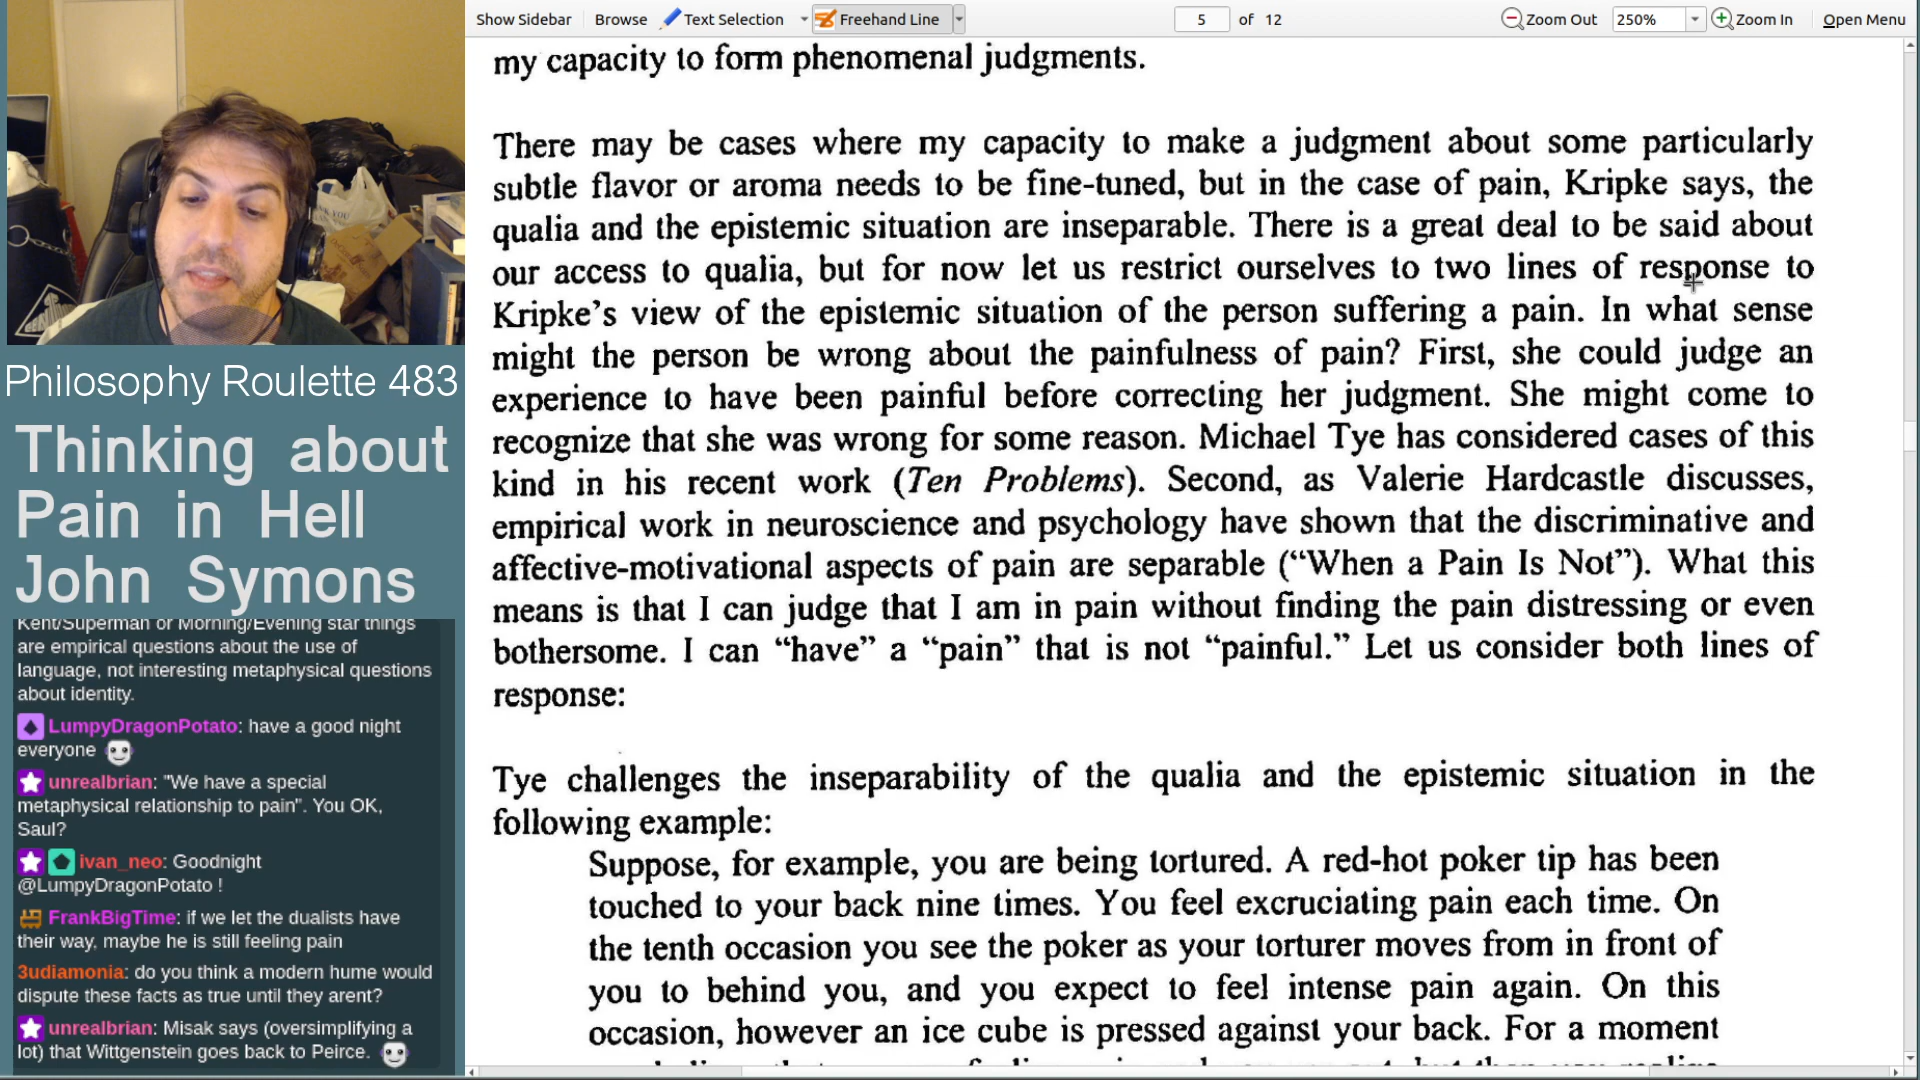 Show Sidebar Browse Text Selection Freehand Line 5 of 12 Zoom Out 250% Zoom In Open Menu
my capacity to form phenomenal judgments.
There may be cases where my capacity to make a judgment about some particularly
subtle flavor or aroma needs to be fine-tuned, but in the case of pain, Kripke says, the
qualia and the epistemic situation are inseparable. There is a great deal to be said about
our access to qualia, but for now let us restrict ourselves to two lines of response to
Kripke's view of the epistemic situation of the person suffering a pain. In what sense
might the person be wrong about the painfulness of pain? First, she could judge an
experience to have been painful before correcting her judgment. She might come to
recognize that she was wrong for some reason. Michael Tye has considered cases of this
kind in his recent work (Ten Problems). Second, as Valerie Hardcastle discusses,
empirical work in neuroscience and psychology have shown that the discriminative and
affective-motivational aspects of pain are separable (“When a Pain Is Not”). What this
means is that I can judge that I am in pain without finding the pain distressing or even
bothersome. I can “have” a “pain” that is not “painful.” Let us consider both lines of
response:
Tye challenges the inseparability of the qualia and the epistemic situation in the
following example:
Suppose, for example, you are being tortured. A red-hot poker tip has been
touched to your back nine times. You feel excruciating pain each time. On
the tenth occasion you see the poker as your torturer moves from in front of
you to behind you, and you expect to feel intense pain again. On this
occasion, however an ice cube is pressed against your back. For a moment
Philosophy Roulette 483
Thinking about
Pain in Hell
John Symons
Kent/Superman or Morning/Evening star things
are empirical questions about the use of
language, not interesting metaphysical questions
about identity.
LumpyDragonPotato: have a good night
everyone
unrealbrian: "We have a special
metaphysical relationship to pain". You OK,
Saul?
ivan_neo: Goodnight
@LumpyDragonPotato !
FrankBigTime: if we let the dualists have
their way, maybe he is still feeling pain
3udiamonia: do you think a modern hume would
dispute these facts as true until they arent?
unrealbrian: Misak says (oversimplifying a
lot) that Wittgenstein goes back to Peirce.